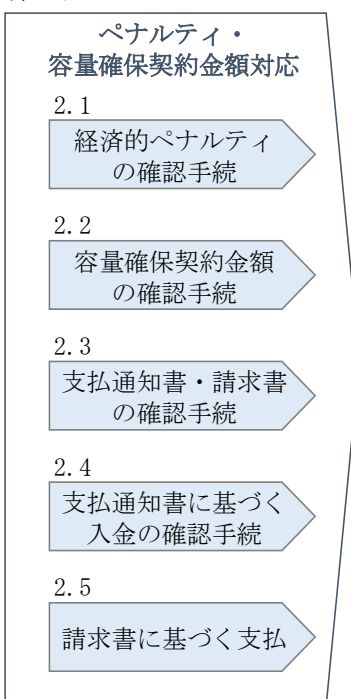 ペナルティ・
容量確保契約金額対応
2.1
経済的ペナルティ
の確認手続
2.2
容量確保契約金額
の確認手続
2.3
支払通知書・請求書
の確認手続
2.4
支払通知書に基づく
入金の確認手続
2.5
請求書に基づく支払